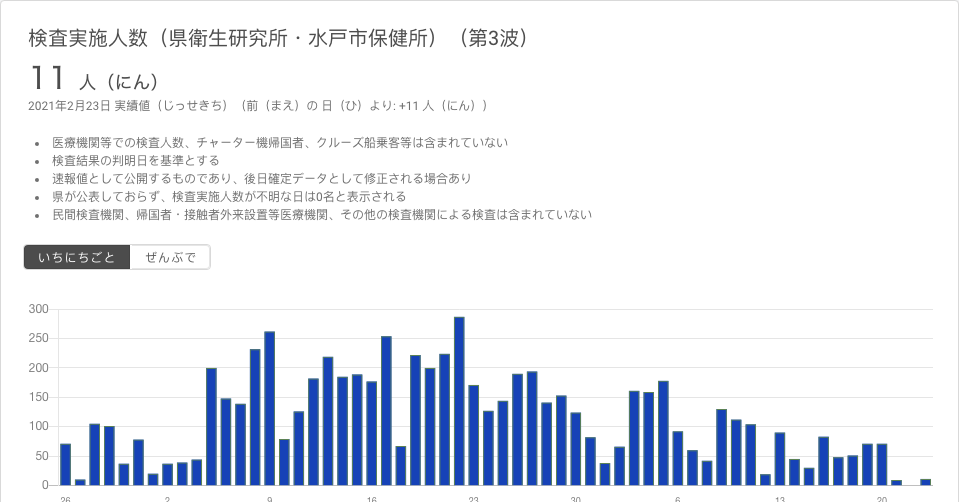 検査実施人数（県衛生研究所・水戸市保健所）（第3波）
11 人（にん）
2021年2月23日 実績値（じっせきち）（前（まえ）の 日（ひ）より: +11 人（にん））
• 医療機関等での検査人数、チャーター機帰国者、クルーズ船乗客等は含まれていない
• 検査結果の判明日を基準とする
• 速報値として公開するものであり、後日確定データとして修正される場合あり
• 県が公表しておらず、検査実施人数が不明な日は0名と表示される
• 民間検査機関、帰国者・接触者外来設置等医療機関、その他の検査機関による検査は含まれていない
いちにちごと ぜんぶで
300
250
200
150
100
50
0
26 2 9 16 23 30 6 13 20